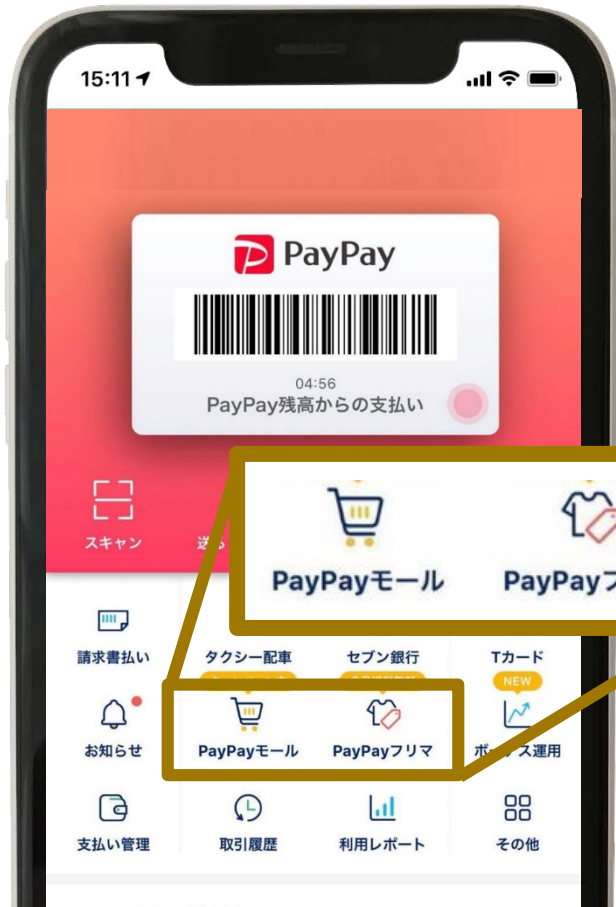 15:11
PayPay
04:56
PayPay残高からの支払い
スキャン
送る
PayPayモール
PayPayフ
請求書払い
タクシー配車
セブン銀行
Tカード
NEW
お知らせ
PayPayモール
PayPayフリマ
ボーナス運用
支払い管理
取引履歴
利用レポート
その他